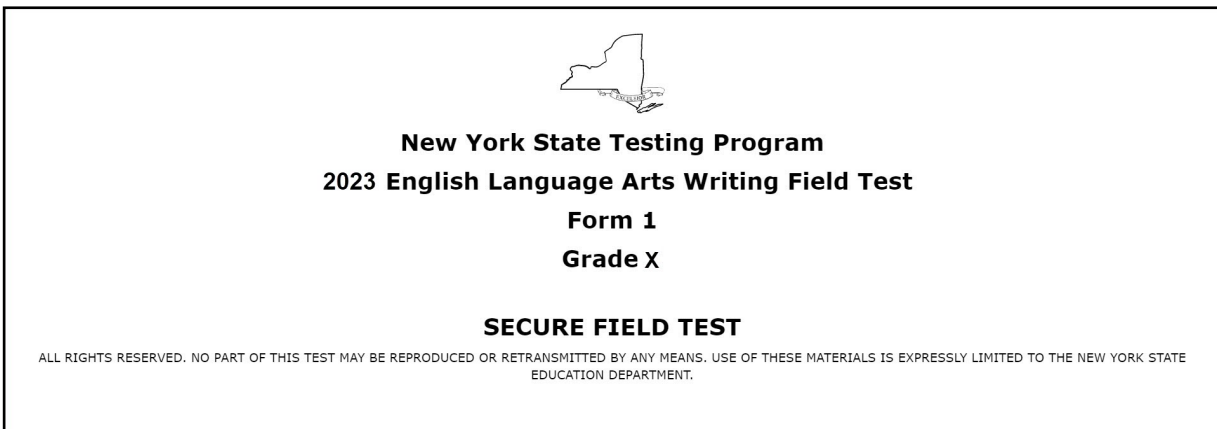 EXCELSIOR
New York State Testing Program
2023 English Language Arts Writing Field Test
Form 1
Grade X
SECURE FIELD TEST
ALL RIGHTS RESERVED. NO PART OF THIS TEST MAY BE REPRODUCED OR RETRANSMITTED BY ANY MEANS. USE OF THESE MATERIALS IS EXPRESSLY LIMITED TO THE NEW YORK STATE
EDUCATION DEPARTMENT.